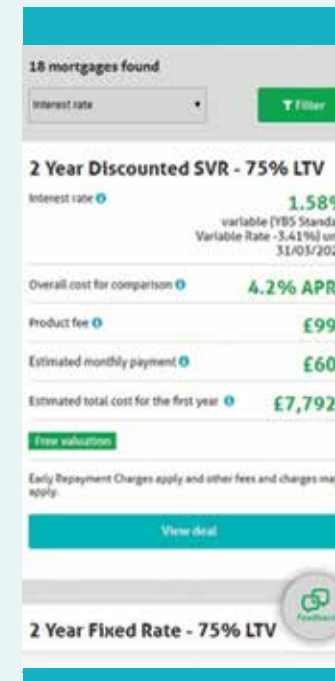 18 mortgages found
Interest rate
Filter
2 Year Discounted SVR - 75% LTV
Interest rate
1.58%
variable (YBS Standa
Variable Rate -3.41%) un
31/03/202
Overall cost for comparison
4.2% APR
Product fee
£99
Estimated monthly payment
£60
Estimated total cost for the first year
£7,792
Free valuation
Early Repayment Charges apply and other fees and charges may
apply.
View deal
Feedback
2 Year Fixed Rate - 75% LTV